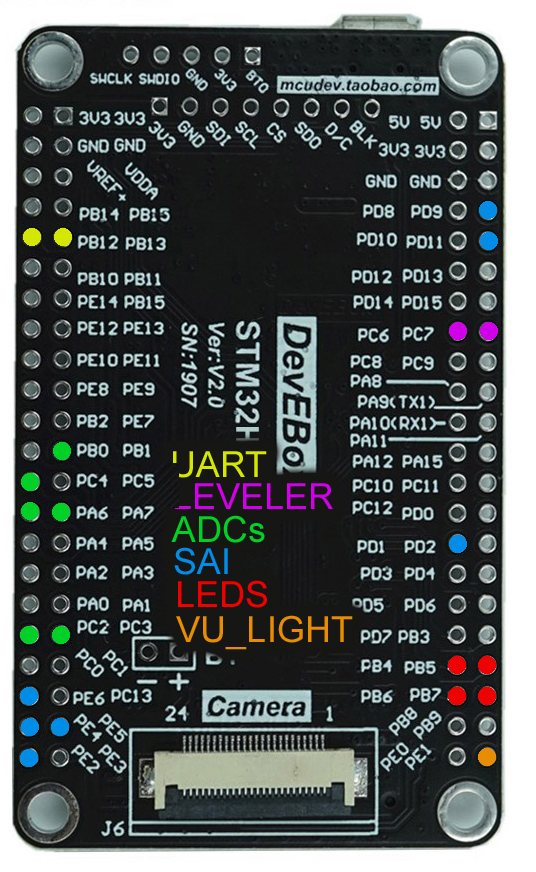 SWCLK SWDIO GND 3V3 BT0
mcudev.taobao.com
3V3 GND SDI SCL CS SDO D/C BLK
3V3 3V3
5V 5V
GND GND
3V3 3V3
VREF+ VDDA
GND GND
PB14 PB15
PD8 PD9
PB12 PB13
PD10 PD11
PB10 PB11
PD12 PD13
PE14 PB15
PD14 PD15
PE12 PE13
PC6 PC7
PE10 PE11
PC8 PC9
PE8 PE9
PA8
PA9(TX1)
PB2 PE7
PA10(RX1)
PA11
PB0 PB1
PA12 PA15
PC4 PC5
PC10 PC11
PA6 PA7
PC12 PD0
PA4 PA5
PD1 PD2
PA2 PA3
PD3 PD4
PA0 PA1
PD5 PD6
PC2 PC3
PD7 PB3
PC0 PC1
PB4 PB5
PE6 PC13
PB6 PB7
PE4 PE5
PB8 PB9
PE2 PE3
PE0 PE1
DevEBo
STM32H
Ver:V2.0
SN:1907
UART
LEVELER
ADCs
SAI
LEDS
VU_LIGHT
- +
24 Camera 1
J6